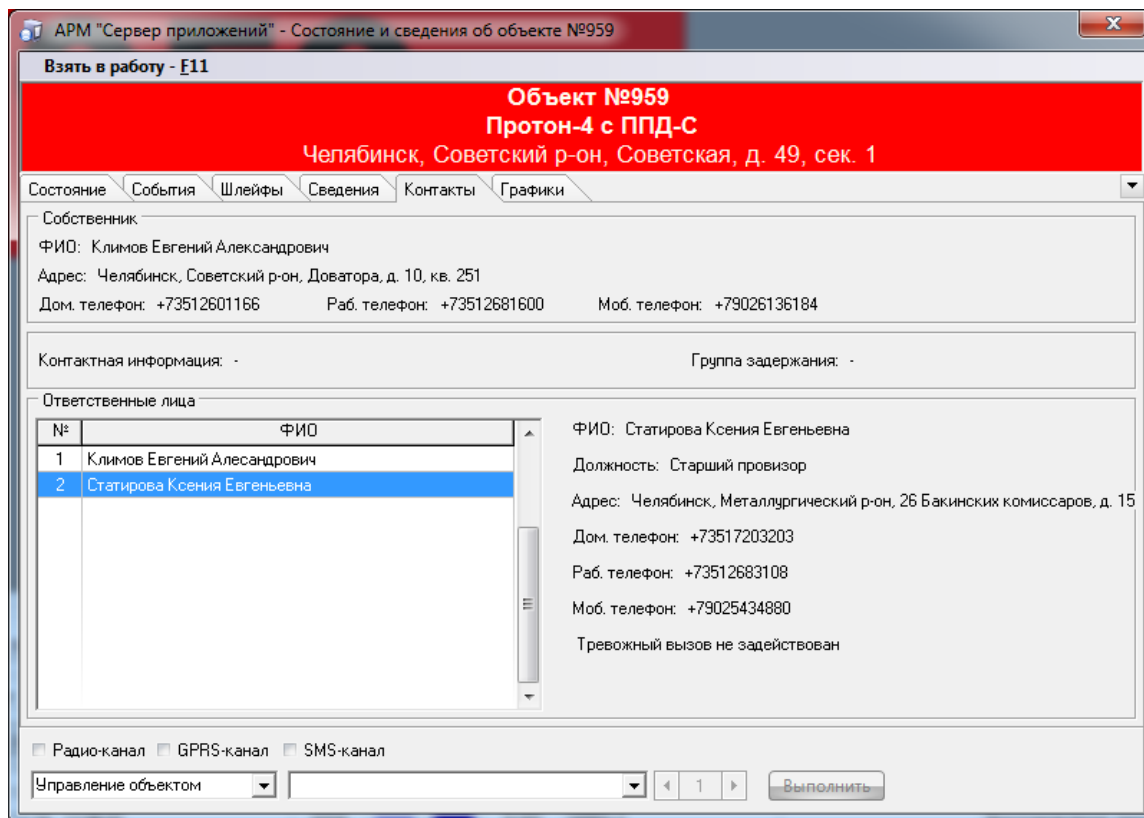 АРМ "Сервер приложений" - Состояние и сведения об объекте №959
Взять в работу - F11
Объект №959
Протон-4 с ППД-С
Челябинск, Советский р-он, Советская, д. 49, сек. 1
Состояние События Шлейфы Сведения Контакты Графики
Собственник
ФИО: Климов Евгений Александрович
Адрес: Челябинск, Советский р-он, Доватора, д. 10, кв. 251
Дом. телефон: +73512601166 Раб. телефон: +73512681600 Моб. телефон: +79026136184
Контактная информация: - Группа задержания: -
Ответственные лица
№ ФИО
1 Климов Евгений Алесандрович
2 Статирова Ксения Евгеньевна
ФИО: Статирова Ксения Евгеньевна
Должность: Старший провизор
Адрес: Челябинск, Металлургический р-он, 26 Бакинских комиссаров, д. 15
Дом. телефон: +73517203203
Раб. телефон: +73512683108
Моб. телефон: +79025434880
Тревожный вызов не задействован
Радио-канал GPRS-канал SMS-канал
Управление объектом 1 Выполнить